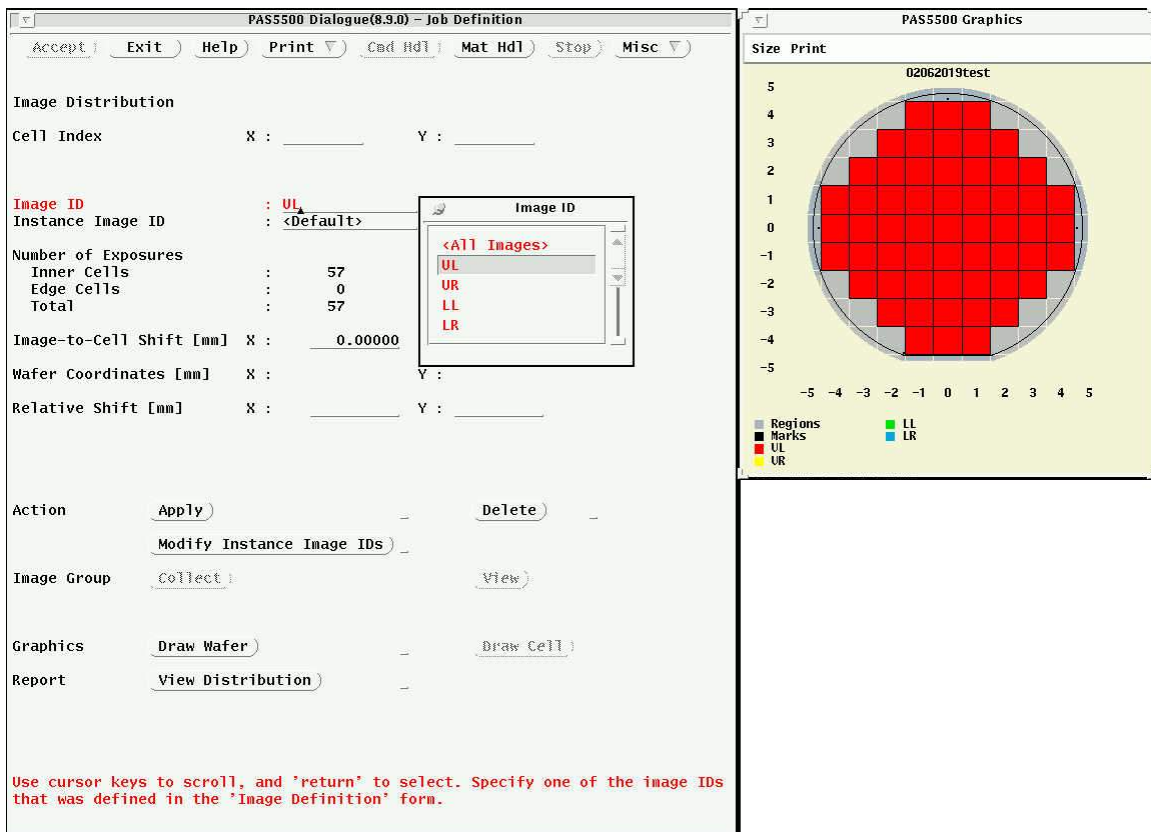 PAS5500 Dialogue(8.9.0) – Job Definition
Accept Exit Help Print Cmd Hdl Mat Hdl Stop Misc
Image Distribution
Cell Index X : Y :
Image ID : UL
Instance Image ID : <Default>
Number of Exposures
Inner Cells : 57
Edge Cells : 0
Total : 57
Image-to-Cell Shift [mm] X : 0.00000
Wafer Coordinates [mm] X : Y :
Relative Shift [mm] X : Y :
Image ID
<All Images>
UL
UR
LL
LR
Action Apply Delete
Modify Instance Image IDs
Image Group Collect View
Graphics Draw Wafer Draw Cell
Report View Distribution
Use cursor keys to scroll, and 'return' to select. Specify one of the image IDs
that was defined in the 'Image Definition' form.
PAS5500 Graphics
Size Print
02062019test
5
4
3
2
1
0
-1
-2
-3
-4
-5
-5 -4 -3 -2 -1 0 1 2 3 4 5
Regions LL
Marks LR
UL
UR